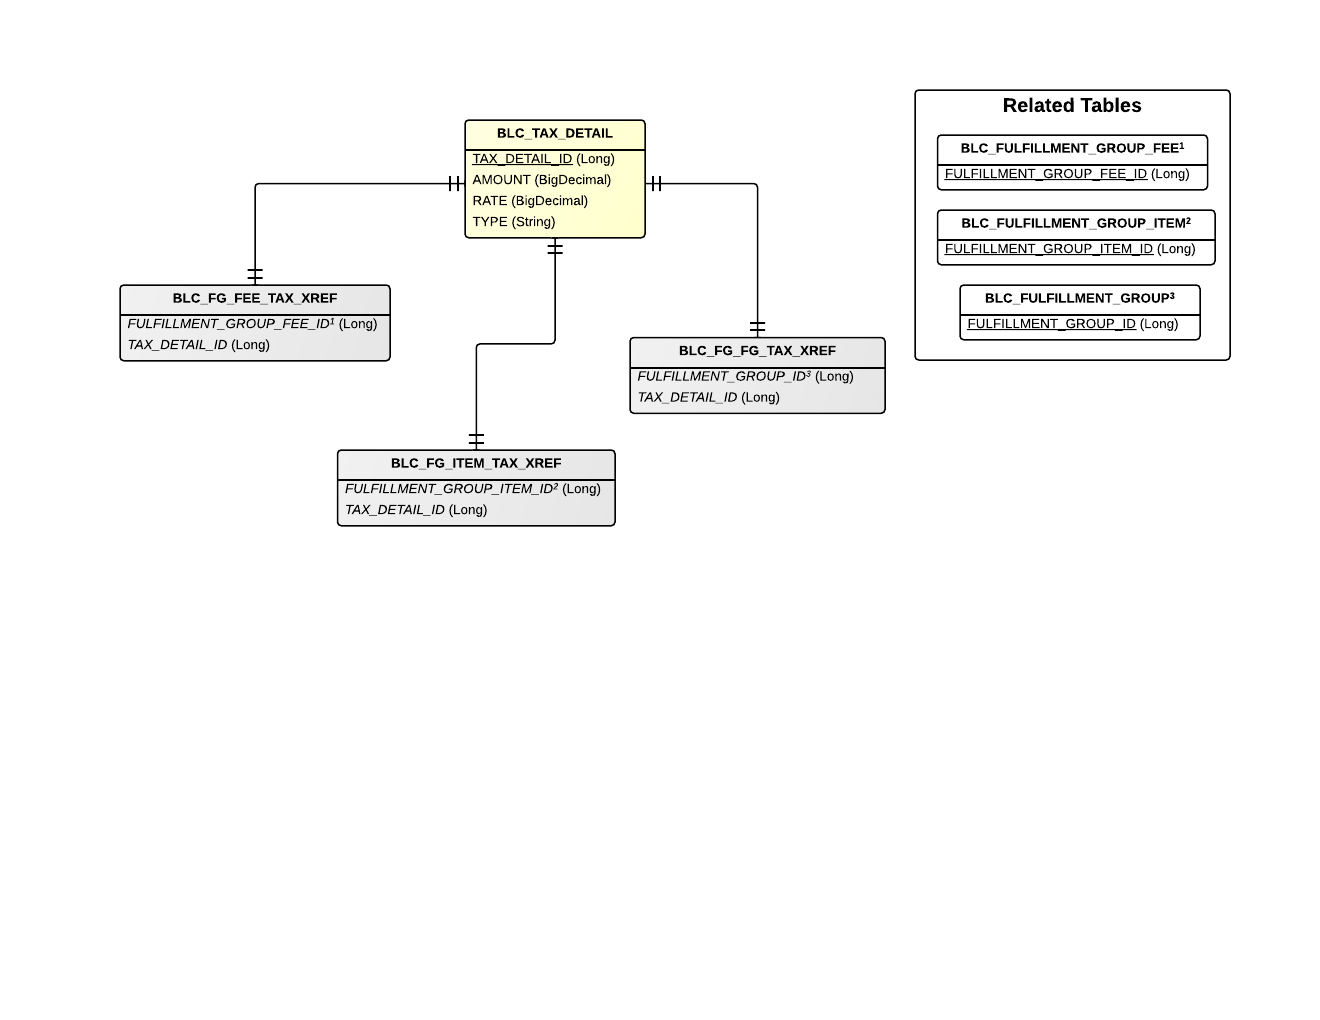 BLC_TAX_DETAIL
TAX_DETAIL_ID (Long)
AMOUNT (BigDecimal)
RATE (BigDecimal)
TYPE (String)
BLC_FG_FEE_TAX_XREF
FULFILLMENT_GROUP_FEE_ID¹ (Long)
TAX_DETAIL_ID (Long)
BLC_FG_ITEM_TAX_XREF
FULFILLMENT_GROUP_ITEM_ID² (Long)
TAX_DETAIL_ID (Long)
BLC_FG_FG_TAX_XREF
FULFILLMENT_GROUP_ID³ (Long)
TAX_DETAIL_ID (Long)
Related Tables
BLC_FULFILLMENT_GROUP_FEE¹
FULFILLMENT_GROUP_FEE_ID (Long)
BLC_FULFILLMENT_GROUP_ITEM²
FULFILLMENT_GROUP_ITEM_ID (Long)
BLC_FULFILLMENT_GROUP³
FULFILLMENT_GROUP_ID (Long)